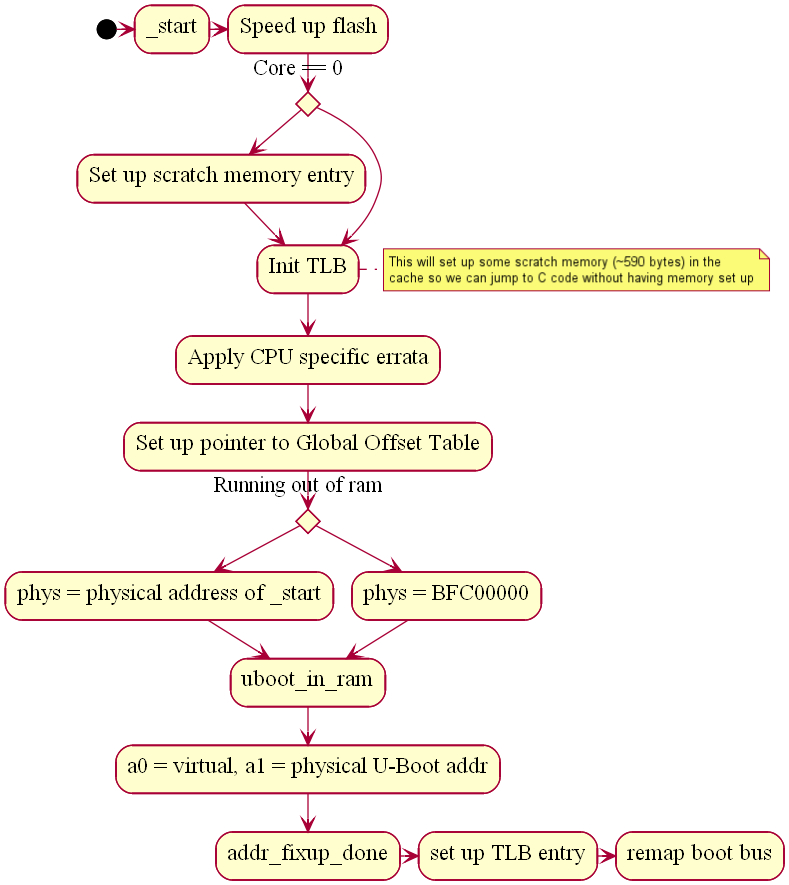 _start
Speed up flash
Core == 0
Set up scratch memory entry
Init TLB
This will set up some scratch memory (~590 bytes) in the
cache so we can jump to C code without having memory set up
Apply CPU specific errata
Set up pointer to Global Offset Table
Running out of ram
phys = physical address of _start
phys = BFC00000
uboot_in_ram
a0 = virtual, a1 = physical U-Boot addr
addr_fixup_done
set up TLB entry
remap boot bus